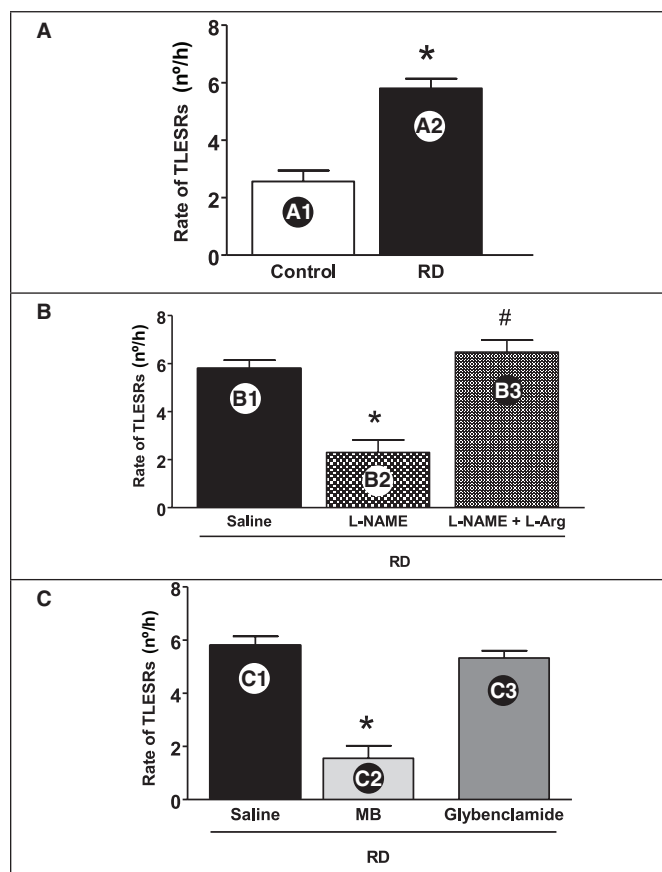 A
Rate of TLESRs (nº/h)
8
6
4
2
0
*
A1
A2
Control RD
B
Rate of TLESRs (nº/h)
8
6
4
2
0
*
#
B1
B2
B3
Saline L-NAME L-NAME + L-Arg
RD
C
Rate of TLESRs (nº/h)
8
6
4
2
0
*
C1
C2
C3
Saline MB Glybenclamide
RD